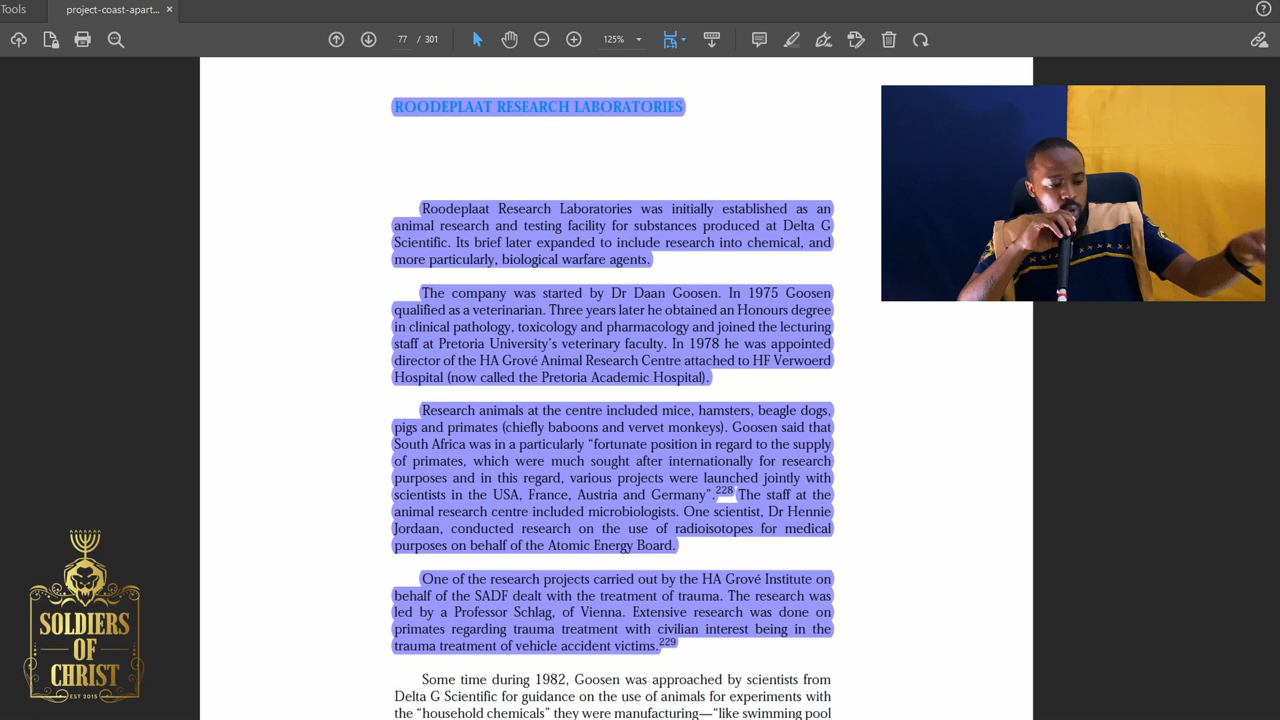 Tools
project-coast-apart... ×
77 / 301
125%
ROODEPLAAT RESEARCH LABORATORIES
Roodeplaat Research Laboratories was initially established as an
animal research and testing facility for substances produced at Delta G
Scientific. Its brief later expanded to include research into chemical, and
more particularly, biological warfare agents.
The company was started by Dr Daan Goosen. In 1975 Goosen
qualified as a veterinarian. Three years later he obtained an Honours degree
in clinical pathology, toxicology and pharmacology and joined the lecturing
staff at Pretoria University's veterinary faculty. In 1978 he was appointed
director of the HA Grové Animal Research Centre attached to HF Verwoerd
Hospital (now called the Pretoria Academic Hospital).
Research animals at the centre included mice, hamsters, beagle dogs,
pigs and primates (chiefly baboons and vervet monkeys). Goosen said that
South Africa was in a particularly “fortunate position in regard to the supply
of primates, which were much sought after internationally for research
purposes and in this regard, various projects were launched jointly with
scientists in the USA, France, Austria and Germany”.228 The staff at the
animal research centre included microbiologists. One scientist, Dr Hennie
Jordaan, conducted research on the use of radioisotopes for medical
purposes on behalf of the Atomic Energy Board.
One of the research projects carried out by the HA Grové Institute on
behalf of the SADF dealt with the treatment of trauma. The research was
led by a Professor Schlag, of Vienna. Extensive research was done on
primates regarding trauma treatment with civilian interest being in the
trauma treatment of vehicle accident victims.229
Some time during 1982, Goosen was approached by scientists from
Delta G Scientific for guidance on the use of animals for experiments with
the “household chemicals” they were manufacturing—“like swimming pool
SOLDIERS
OF
CHRIST
EST 2015